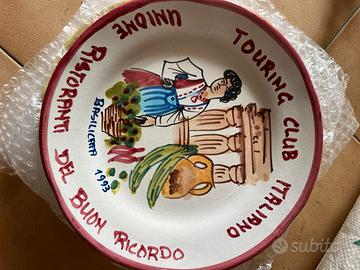 TOURING CLUB ITALIANO
UNIONE RISTORANTI DEL BUON RICORDO
BASILICATA
1993
subito